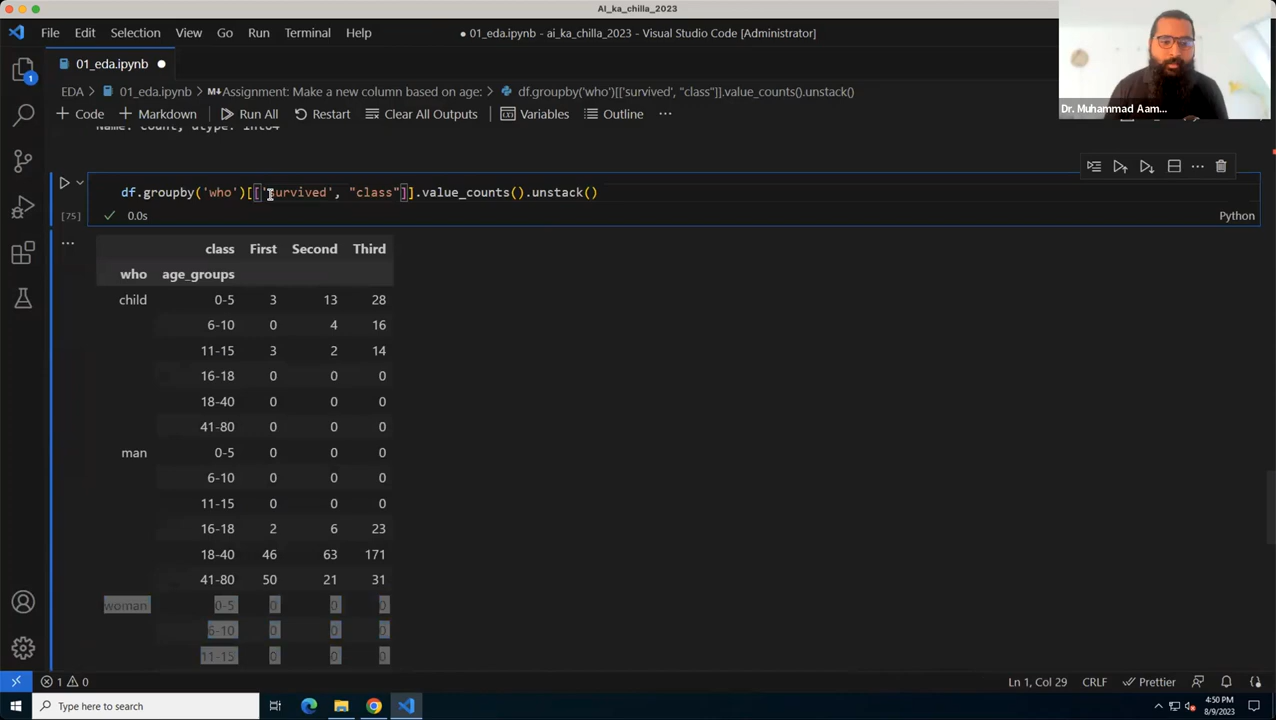 AI_ka_chilla_2023
File Edit Selection View Go Run Terminal Help
● 01_eda.ipynb - ai_ka_chilla_2023 - Visual Studio Code [Administrator]
01_eda.ipynb ●
EDA > 01_eda.ipynb > M↓Assignment: Make a new column based on age: > df.groupby('who')[['survived', "class"]].value_counts().unstack()
+ Code + Markdown Run All Restart Clear All Outputs Variables Outline ...
Name: count, dtype: int64
df.groupby('who')[['survived', "class"]].value_counts().unstack()
[75] ✓ 0.0s Python
class First Second Third
who age_groups
child 0-5 3 13 28
6-10 0 4 16
11-15 3 2 14
16-18 0 0 0
18-40 0 0 0
41-80 0 0 0
man 0-5 0 0 0
6-10 0 0 0
11-15 0 0 0
16-18 2 6 23
18-40 46 63 171
41-80 50 21 31
woman 0-5 0 0 0
6-10 0 0 0
11-15 0 0 0
Dr. Muhammad Aam...
1
0 0 Ln 1, Col 29 CRLF Prettier
Type here to search
4:50 PM
8/9/2023